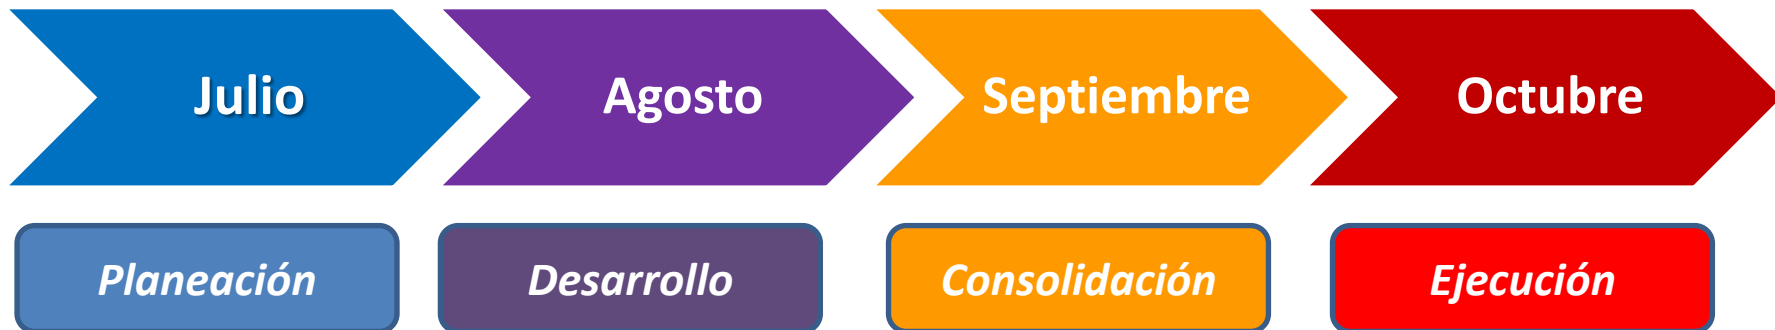 Julio Agosto Septiembre Octubre
Planeación Desarrollo Consolidación Ejecución